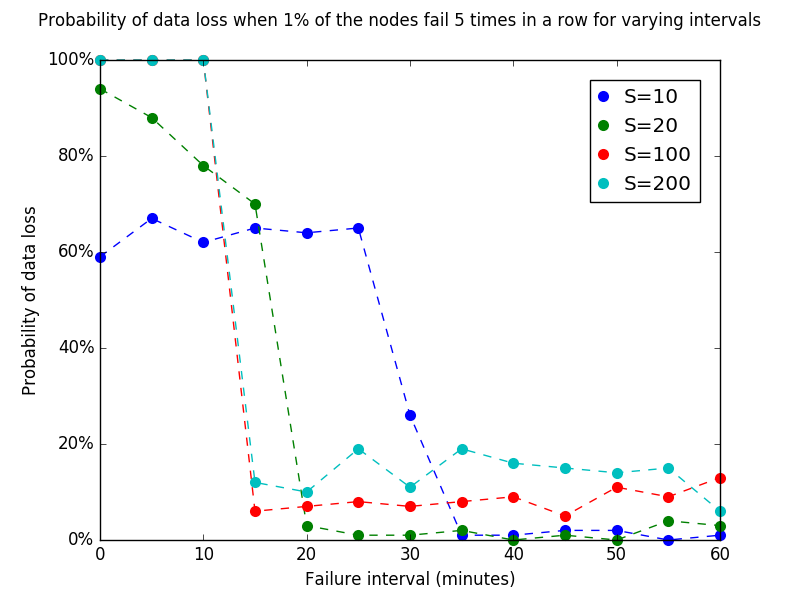 Probability of data loss when 1% of the nodes fail 5 times in a row for varying intervals
100%
80%
60%
40%
20%
0%
Probability of data loss
S=10
S=20
S=100
S=200
0 10 20 30 40 50 60
Failure interval (minutes)